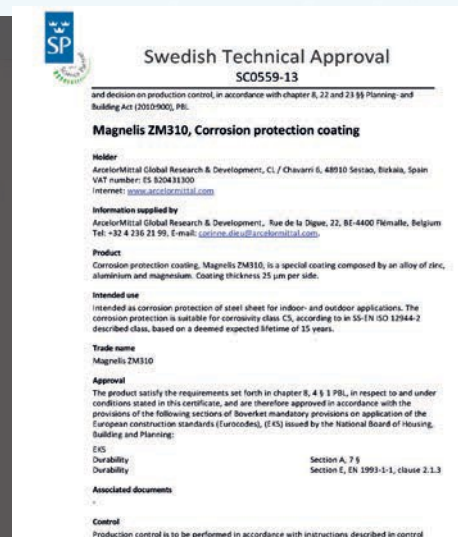 SP
Swedish Technical Approval
SC0559-13
and decision on production control, in accordance with chapter 8, 22 and 23 §§ Planning- and
Building Act (2010:900), PBL.
Magnelis ZM310, Corrosion protection coating
Holder
ArcelorMittal Global Research & Development, CL / Chavarri 6, 48910 Sestao, Bizkaia, Spain
VAT number: ES B20431300
Internet: www.arcelormittal.com
Information supplied by
ArcelorMittal Global Research & Development, Rue de la Digue, 22, BE-4400 Flémalle, Belgium
Tel: +32 4 236 21 99, E-mail: corinne.dieu@arcelormittal.com.
Product
Corrosion protection coating, Magnelis ZM310, is a special coating composed by an alloy of zinc,
aluminium and magnesium. Coating thickness 25 µm per side.
Intended use
Intended as corrosion protection of steel sheet for indoor- and outdoor applications. The
corrosion protection is suitable for corrosivity class C5, according to in SS-EN ISO 12944-2
described class, based on a deemed expected lifetime of 15 years.
Trade name
Magnelis ZM310
Approval
The product satisfy the requirements set forth in chapter 8, 4 § 1 PBL, in respect to and under
conditions stated in this certificate, and are therefore approved in accordance with the
provisions of the following sections of Boverket mandatory provisions on application of the
European construction standards (Eurocodes), (EKS) issued by the National Board of Housing,
Building and Planning:
EKS
Durability Section A, 7 §
Durability Section E, EN 1993-1-1, clause 2.1.3
Associated documents
-
Control
Production control is to be performed in accordance with instructions described in control